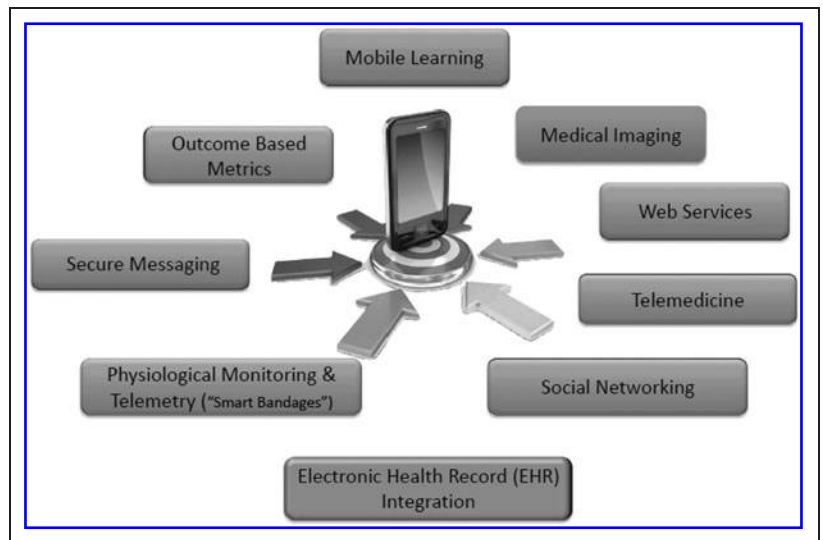 Mobile Learning
Outcome Based
Metrics
Medical Imaging
Web Services
Secure Messaging
Telemedicine
Physiological Monitoring &
Telemetry ("Smart Bandages")
Social Networking
Electronic Health Record (EHR)
Integration